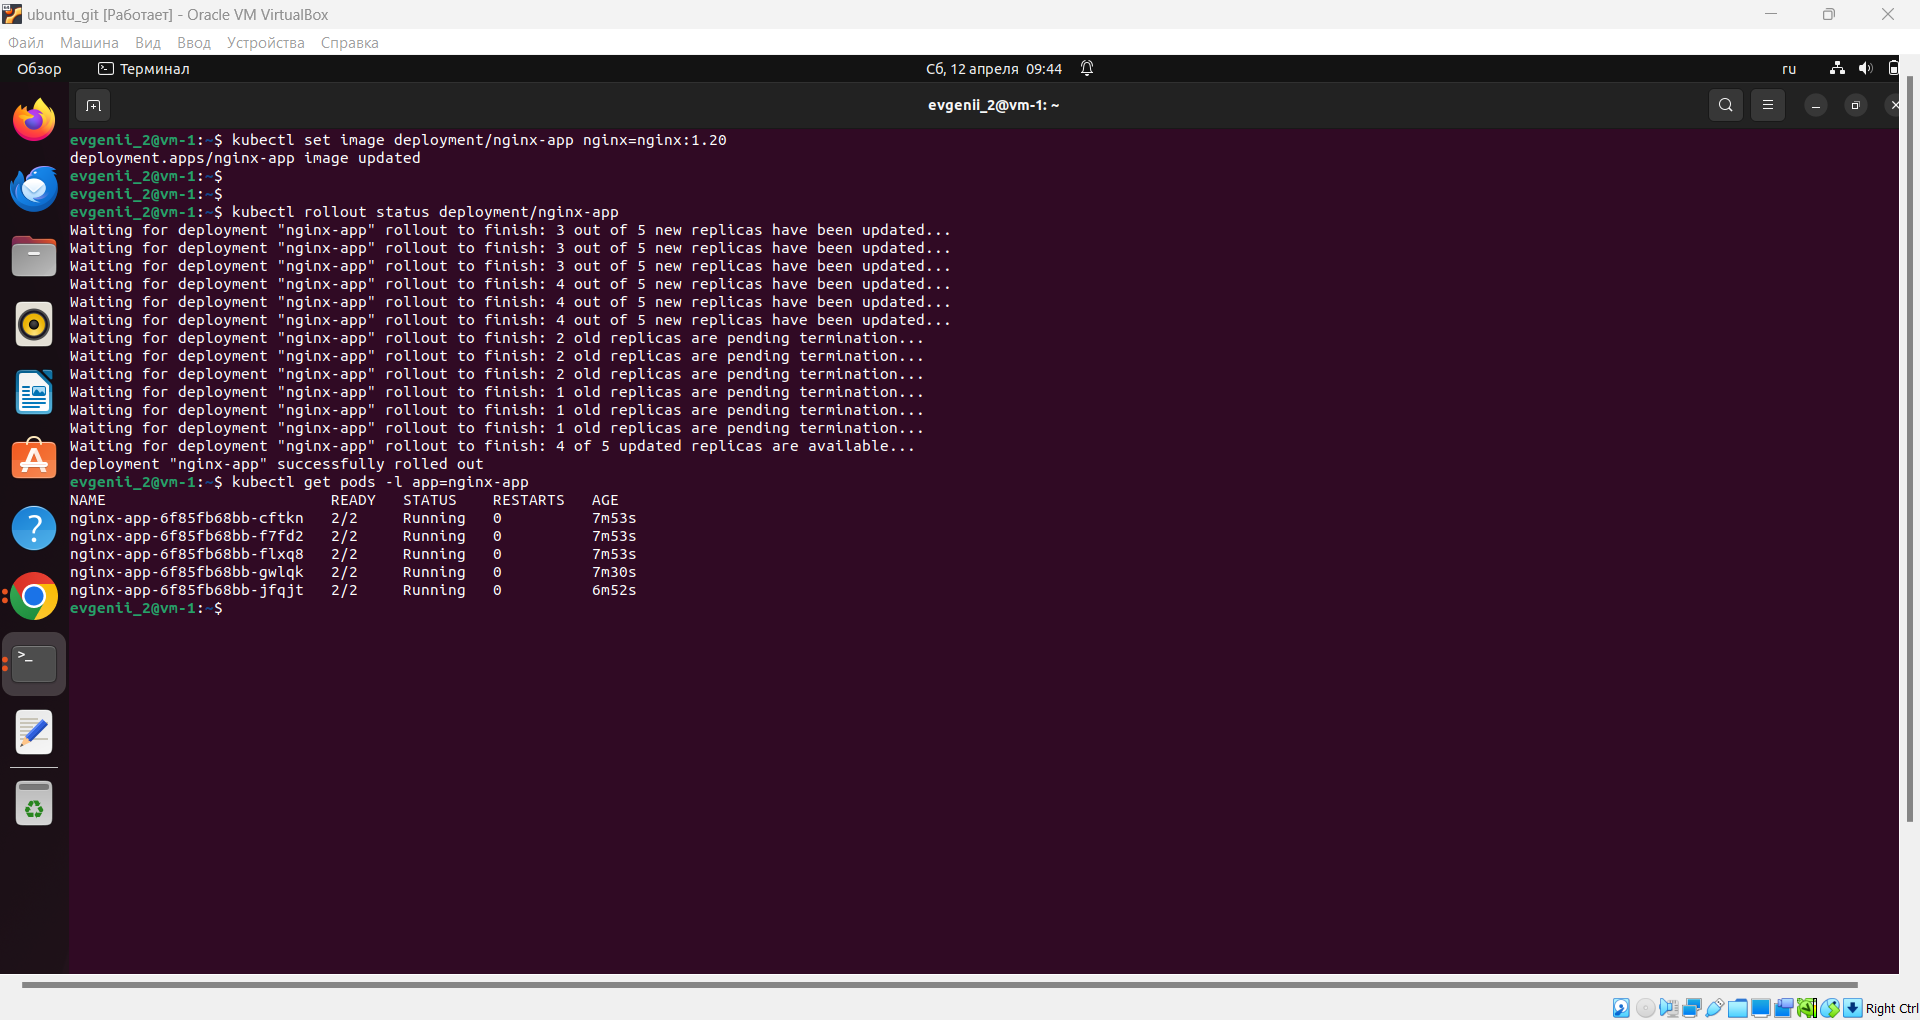 ubuntu_git [Работает] - Oracle VM VirtualBox
Файл Машина Вид Ввод Устройства Справка
Обзор Терминал Сб, 12 апреля 09:44 ru
evgenii_2@vm-1: ~
evgenii_2@vm-1:~$ kubectl set image deployment/nginx-app nginx=nginx:1.20
deployment.apps/nginx-app image updated
evgenii_2@vm-1:~$
evgenii_2@vm-1:~$
evgenii_2@vm-1:~$ kubectl rollout status deployment/nginx-app
Waiting for deployment "nginx-app" rollout to finish: 3 out of 5 new replicas have been updated...
Waiting for deployment "nginx-app" rollout to finish: 3 out of 5 new replicas have been updated...
Waiting for deployment "nginx-app" rollout to finish: 3 out of 5 new replicas have been updated...
Waiting for deployment "nginx-app" rollout to finish: 4 out of 5 new replicas have been updated...
Waiting for deployment "nginx-app" rollout to finish: 4 out of 5 new replicas have been updated...
Waiting for deployment "nginx-app" rollout to finish: 4 out of 5 new replicas have been updated...
Waiting for deployment "nginx-app" rollout to finish: 2 old replicas are pending termination...
Waiting for deployment "nginx-app" rollout to finish: 2 old replicas are pending termination...
Waiting for deployment "nginx-app" rollout to finish: 2 old replicas are pending termination...
Waiting for deployment "nginx-app" rollout to finish: 1 old replicas are pending termination...
Waiting for deployment "nginx-app" rollout to finish: 1 old replicas are pending termination...
Waiting for deployment "nginx-app" rollout to finish: 1 old replicas are pending termination...
Waiting for deployment "nginx-app" rollout to finish: 4 of 5 updated replicas are available...
deployment "nginx-app" successfully rolled out
evgenii_2@vm-1:~$ kubectl get pods -l app=nginx-app
NAME READY STATUS RESTARTS AGE
nginx-app-6f85fb68bb-cftkn 2/2 Running 0 7m53s
nginx-app-6f85fb68bb-f7fd2 2/2 Running 0 7m53s
nginx-app-6f85fb68bb-flxq8 2/2 Running 0 7m53s
nginx-app-6f85fb68bb-gwlqk 2/2 Running 0 7m30s
nginx-app-6f85fb68bb-jfqjt 2/2 Running 0 6m52s
evgenii_2@vm-1:~$
Right Ctrl